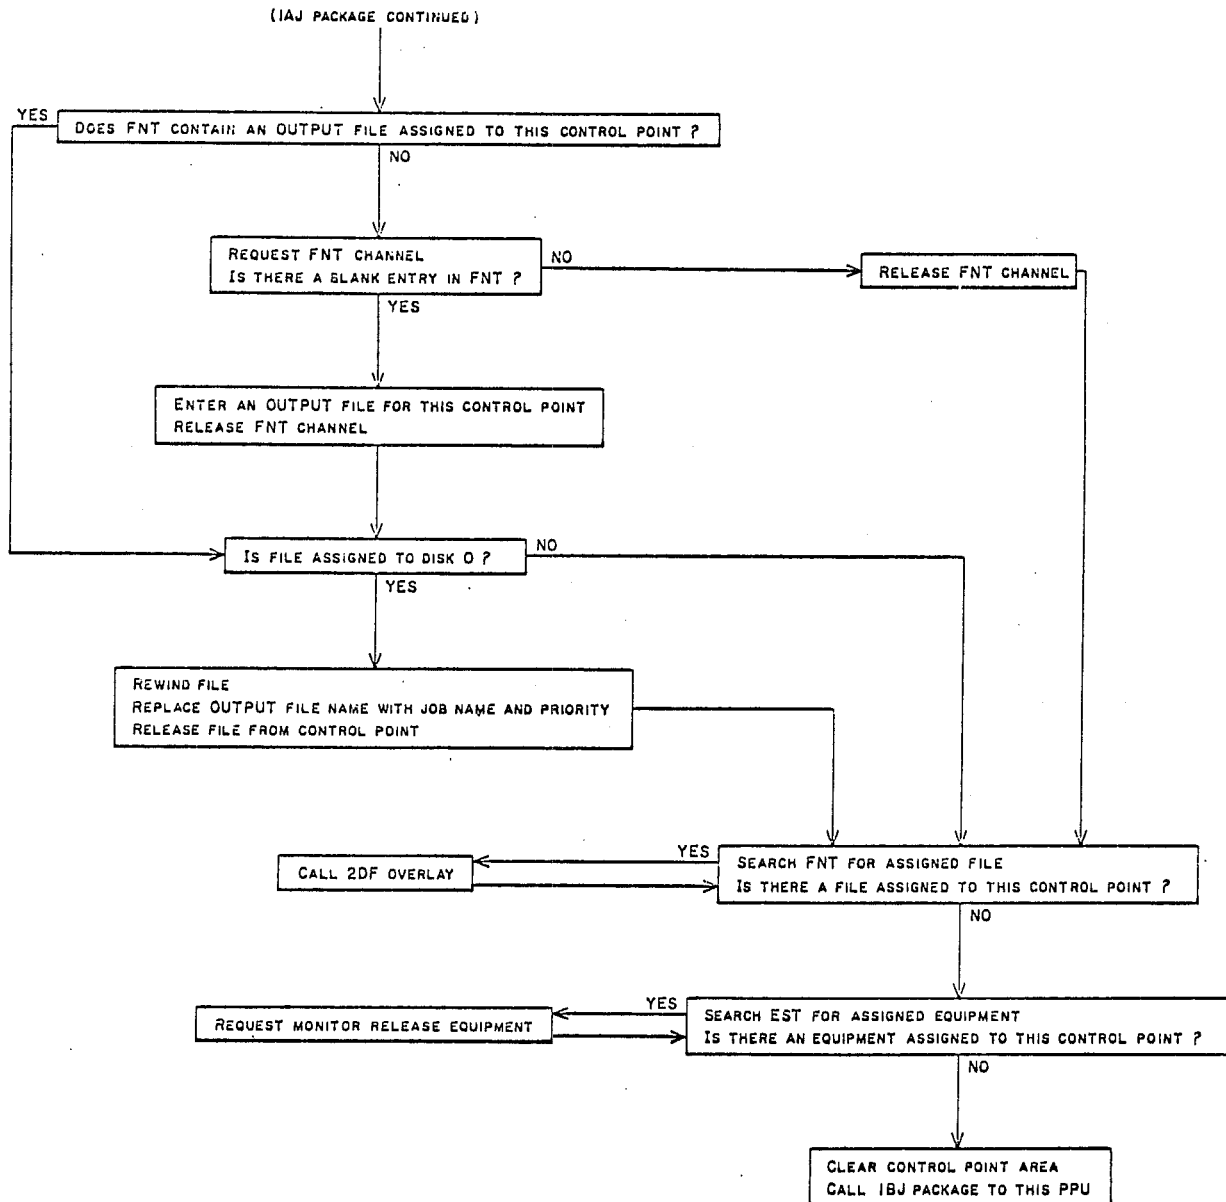 (1AJ PACKAGE CONTINUED)
YES
DOES FNT CONTAIN AN OUTPUT FILE ASSIGNED TO THIS CONTROL POINT ?
NO
REQUEST FNT CHANNEL
IS THERE A BLANK ENTRY IN FNT ?
NO
RELEASE FNT CHANNEL
YES
ENTER AN OUTPUT FILE FOR THIS CONTROL POINT
RELEASE FNT CHANNEL
IS FILE ASSIGNED TO DISK 0 ?
NO
YES
REWIND FILE
REPLACE OUTPUT FILE NAME WITH JOB NAME AND PRIORITY
RELEASE FILE FROM CONTROL POINT
CALL 2DF OVERLAY
YES
SEARCH FNT FOR ASSIGNED FILE
IS THERE A FILE ASSIGNED TO THIS CONTROL POINT ?
NO
REQUEST MONITOR RELEASE EQUIPMENT
YES
SEARCH EST FOR ASSIGNED EQUIPMENT
IS THERE AN EQUIPMENT ASSIGNED TO THIS CONTROL POINT ?
NO
CLEAR CONTROL POINT AREA
CALL 1BJ PACKAGE TO THIS PPU